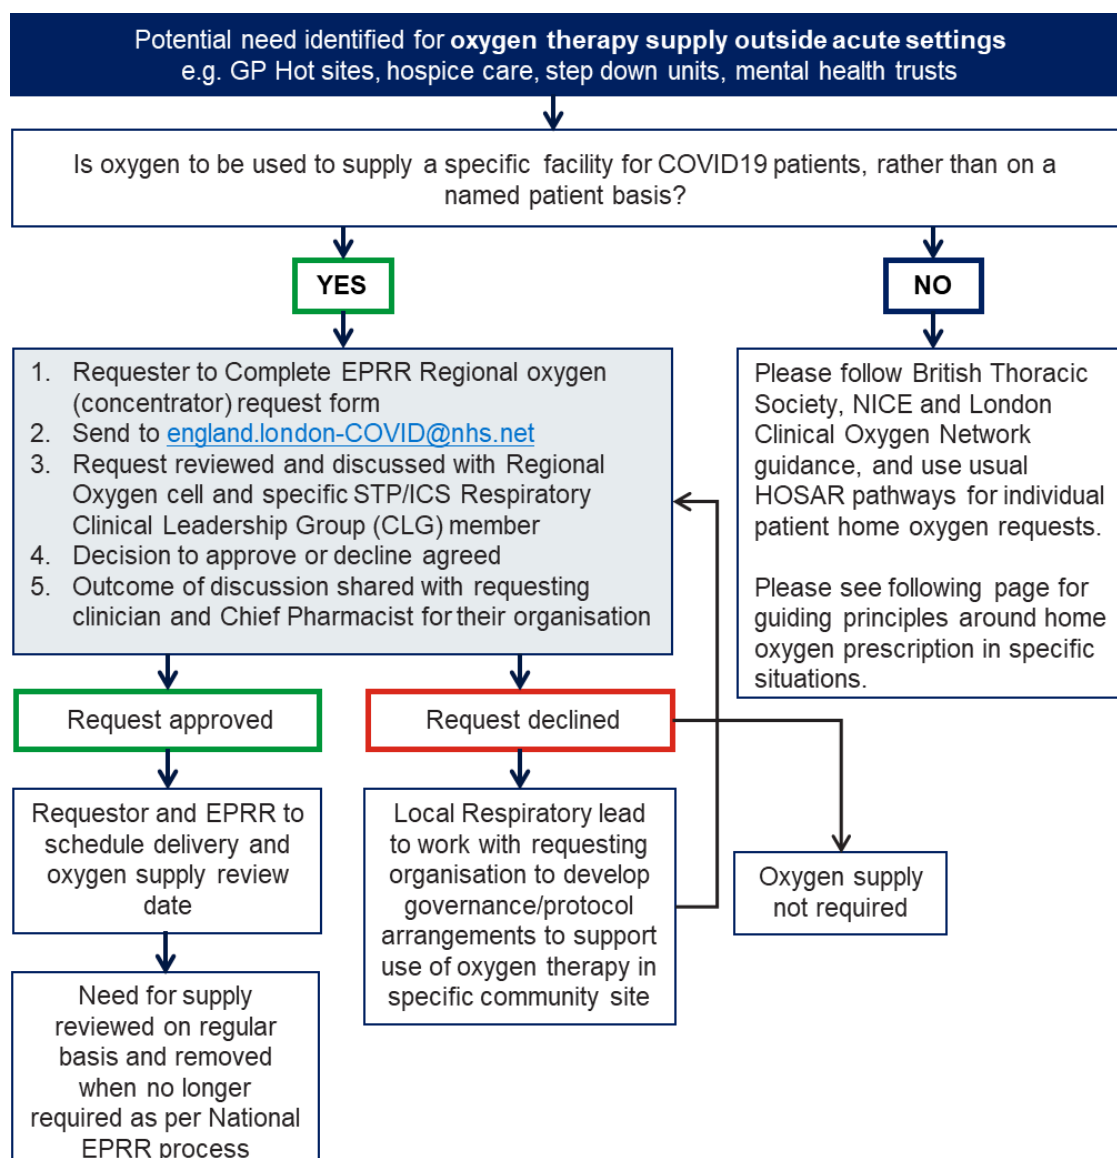 Potential need identified for oxygen therapy supply outside acute settings
e.g. GP Hot sites, hospice care, step down units, mental health trusts
Is oxygen to be used to supply a specific facility for COVID19 patients, rather than on a
named patient basis?
YES
NO
1. Requester to Complete EPRR Regional oxygen
(concentrator) request form
2. Send to england.london-COVID@nhs.net
3. Request reviewed and discussed with Regional
Oxygen cell and specific STP/ICS Respiratory
Clinical Leadership Group (CLG) member
4. Decision to approve or decline agreed
5. Outcome of discussion shared with requesting
clinician and Chief Pharmacist for their organisation
Please follow British Thoracic
Society, NICE and London
Clinical Oxygen Network
guidance, and use usual
HOSAR pathways for individual
patient home oxygen requests.
Please see following page for
guiding principles around home
oxygen prescription in specific
situations.
Request approved
Request declined
Requestor and EPRR to
schedule delivery and
oxygen supply review
date
Local Respiratory lead
to work with requesting
organisation to develop
governance/protocol
arrangements to support
use of oxygen therapy in
specific community site
Oxygen supply
not required
Need for supply
reviewed on regular
basis and removed
when no longer
required as per National
EPRR process